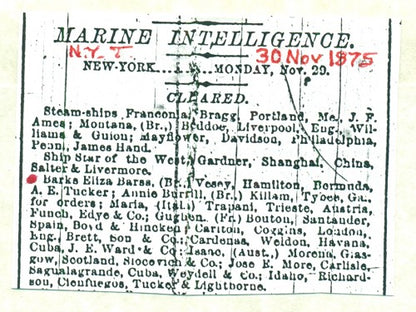 MARINE INTELLIGENCE.
N.Y.T 30 Nov 1875
NEW-YORK.....MONDAY, Nov. 29.
CLEARED.
Steam-ships Franconia, Bragg, Portland, Me., J. F.
Ames; Montana, (Br.,) Beddoe, Liverpool, Eng., Wil-
liams & Guion; Mayflower, Davidson, Philadelphia,
Penn., James Hand.
Ship Star of the West, Gardner, Shanghai, China,
Salter & Livermore.
Barks Eliza Barss, (Br.,) Vesey, Hamilton, Bermuda,
A. E. Tucker; Annie Burrill, (Br.,) Killam, Tybee, Ga.,
for orders; Maria, (Ital.,) Trapani, Trieste, Austria,
Funch, Edye & Co.; (Fr.) Bouton, Santander,
Spain, Boyd & Hincken; Carlton, Coggins, London,
Eng., Brett, Son & Co.; Cardenas, Weldon, Havana,
Cuba, J. E. Ward & Co; (Aust.,) Morena, Glas-
gow, Scotland, Slocovich & Co.; Jose E. More, Carlisle,
Sagualagrande, Cuba, Waydell & Co; Idaho, Richard-
son, Cienfuegos, Tucker & Lightborne.